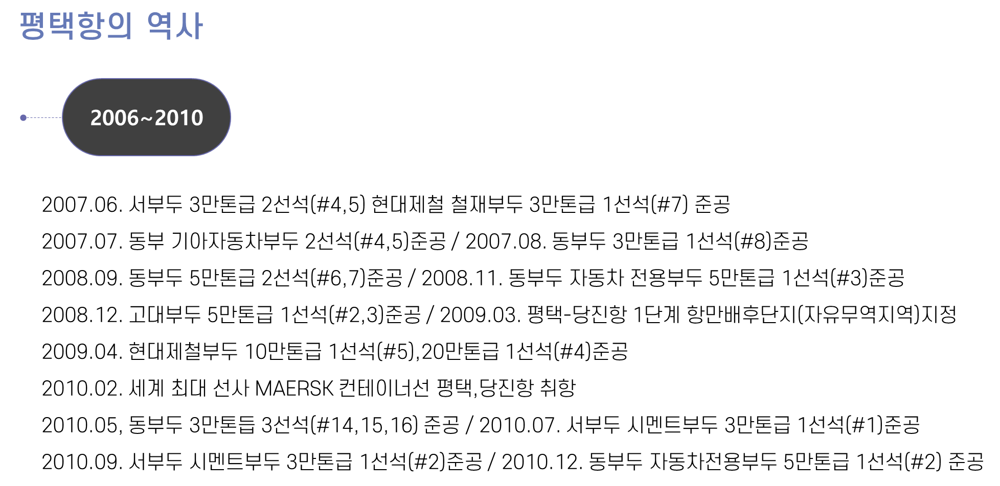 평택항의 역사
2006~2010
2007.06. 서부두 3만톤급 2선석(#4,5) 현대제철 철재부두 3만톤급 1선석(#7) 준공
2007.07. 동부 기아자동차부두 2선석(#4,5)준공 / 2007.08. 동부두 3만톤급 1선석(#8)준공
2008.09. 동부두 5만톤급 2선석(#6,7)준공 / 2008.11. 동부두 자동차 전용부두 5만톤급 1선석(#3)준공
2008.12. 고대부두 5만톤급 1선석(#2,3)준공 / 2009.03. 평택-당진항 1단계 항만배후단지(자유무역지역)지정
2009.04. 현대제철부두 10만톤급 1선석(#5),20만톤급 1선석(#4)준공
2010.02. 세계 최대 선사 MAERSK 컨테이너선 평택,당진항 취항
2010.05, 동부두 3만톤듭 3선석(#14,15,16) 준공 / 2010.07. 서부두 시멘트부두 3만톤급 1선석(#1)준공
2010.09. 서부두 시멘트부두 3만톤급 1선석(#2)준공 / 2010.12. 동부두 자동차전용부두 5만톤급 1선석(#2) 준공